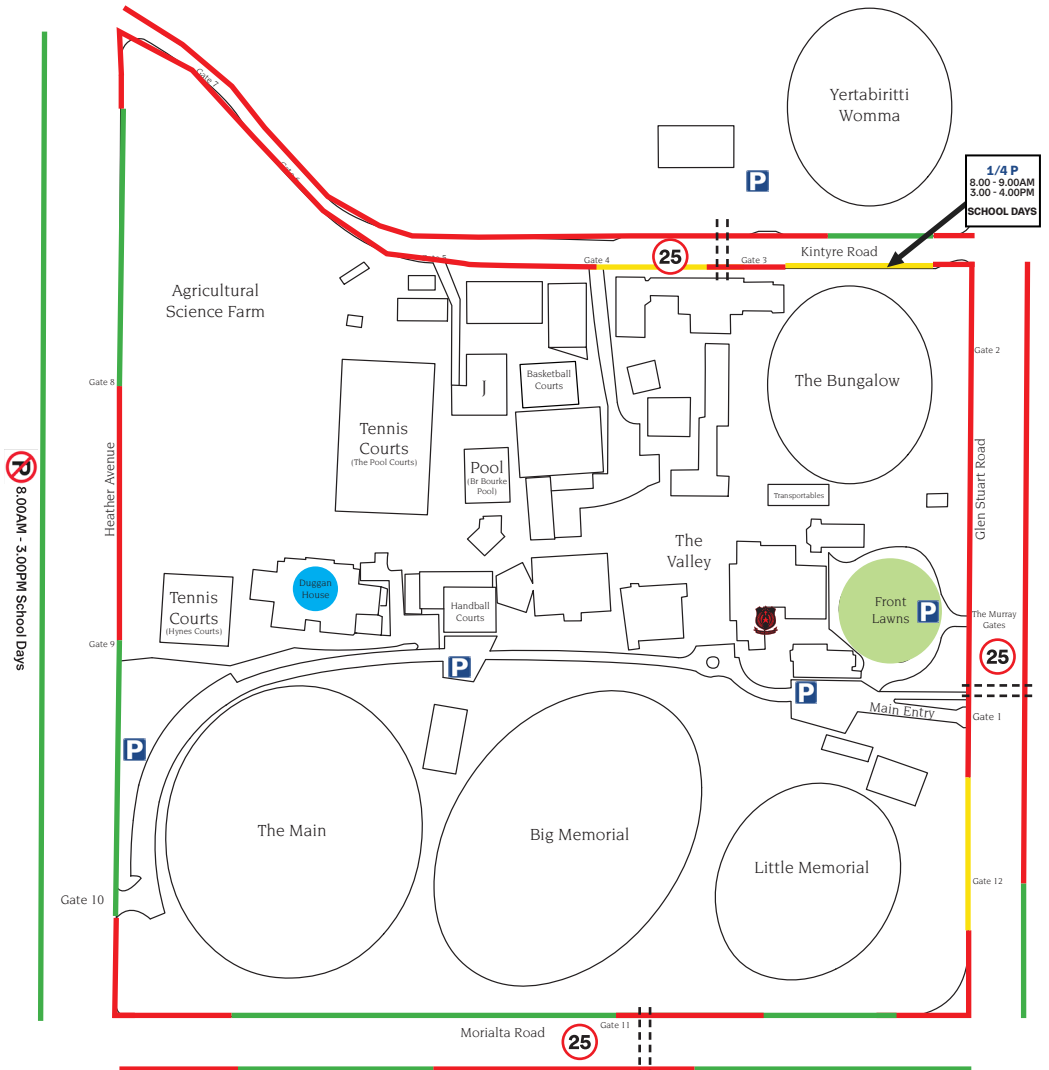 Gate 7
Yertabiritti
Womma
P
1/4 P
8.00 - 9.00AM
3.00 - 4.00PM
SCHOOL DAYS
Kintyre Road
25
Gate 4
Gate 3
Agricultural
Science Farm
Gate 2
Basketball
Courts
J
The Bungalow
Gate 8
Tennis
Courts
(The Pool Courts)
Pool
(Br Bourke
Pool)
Heather Avenue
Glen Stuart Road
P
8.00AM - 3.00PM School Days
Transportables
The
Valley
Duggan
House
Tennis
Courts
(Hynes Courts)
Handball
Courts
Front
Lawns
P
The Murray
Gates
Gate 9
25
P
P
Main Entry
Gate 1
P
The Main
Big Memorial
Little Memorial
Gate 12
Gate 10
Gate 11
Morialta Road
25